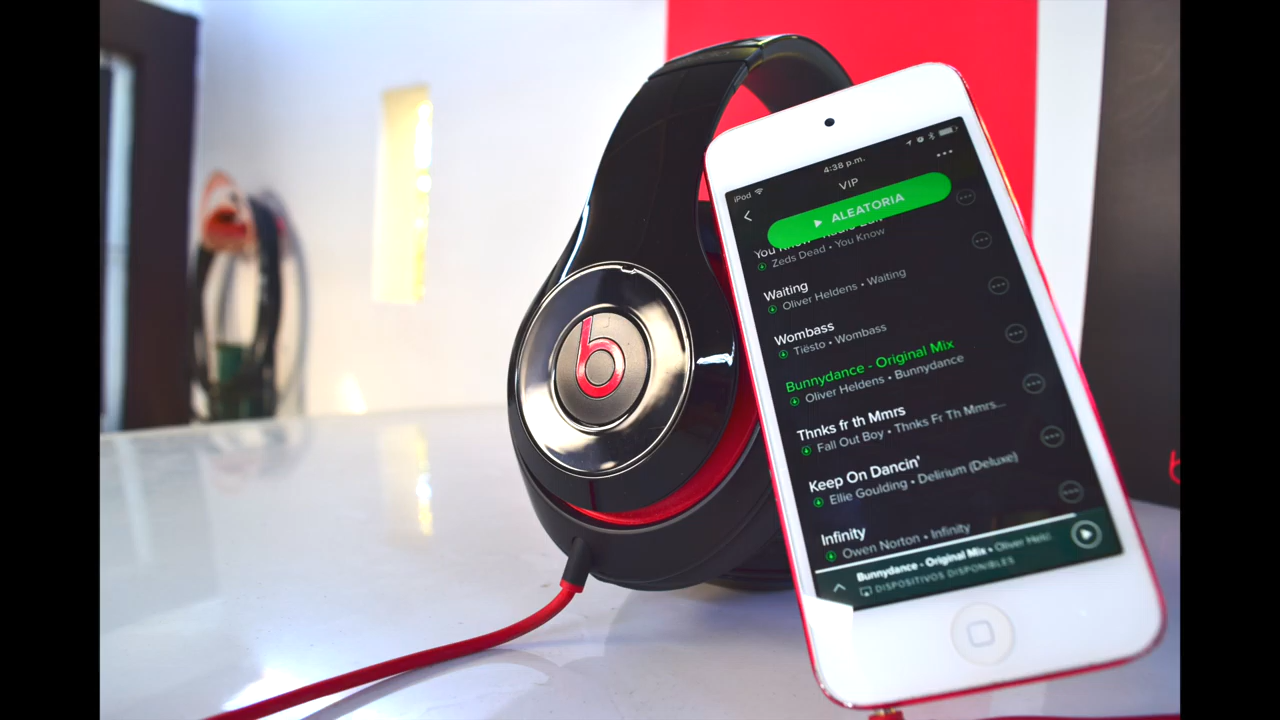 iPod 4:38 p.m.
VIP
ALEATORIA
You Know
Zeds Dead • You Know
Waiting
Oliver Heldens • Waiting
Wombass
Tiësto • Wombass
Bunnydance - Original Mix
Oliver Heldens • Bunnydance
Thnks fr th Mmrs
Fall Out Boy • Thnks Fr Th Mmrs...
Keep On Dancin'
Ellie Goulding • Delirium (Deluxe)
Infinity
Owen Norton • Infinity
Bunnydance - Original Mix • Oliver Held
DISPOSITIVOS DISPONIBLES
b